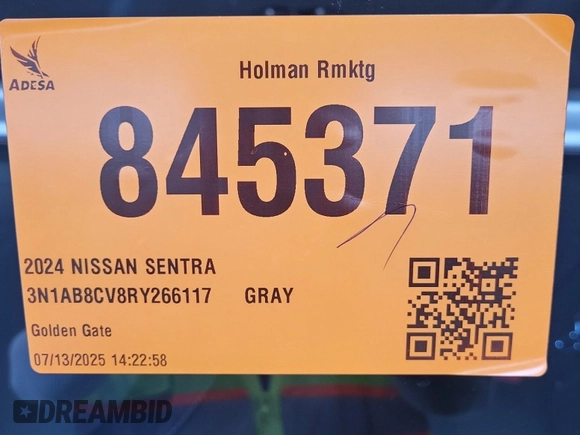 ADESA
Holman Rmktg
845371
2024 NISSAN SENTRA
3N1AB8CV8RY266117 GRAY
Golden Gate
07/13/2025 14:22:58
DREAMBID